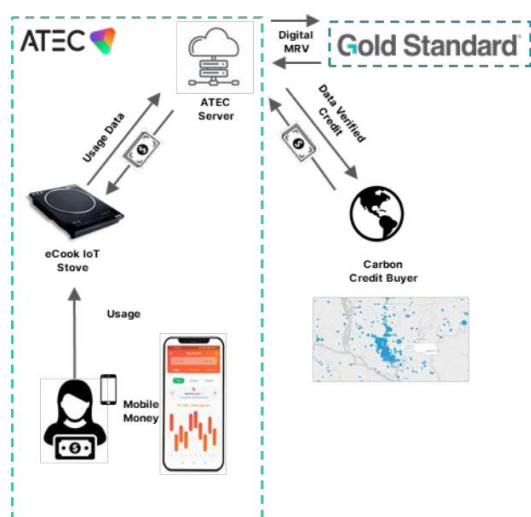 ATEC
ATEC
Server
Digital
MRV
Gold Standard
Usage Data
Data Verified
Credit
eCook IoT
Stove
Carbon
Credit Buyer
Usage
Mobile
Money